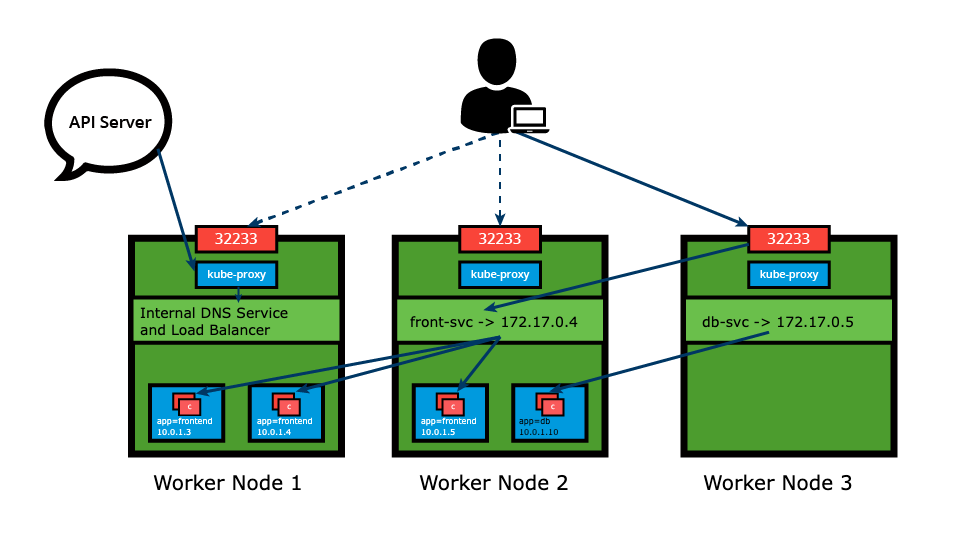 API Server
32233
32233
32233
kube-proxy
kube-proxy
kube-proxy
Internal DNS Service
and Load Balancer
front-svc -> 172.17.0.4
db-svc -> 172.17.0.5
c
app=frontend
10.0.1.3
c
app=frontend
10.0.1.4
c
app=frontend
10.0.1.5
c
app=db
10.0.1.10
Worker Node 1
Worker Node 2
Worker Node 3